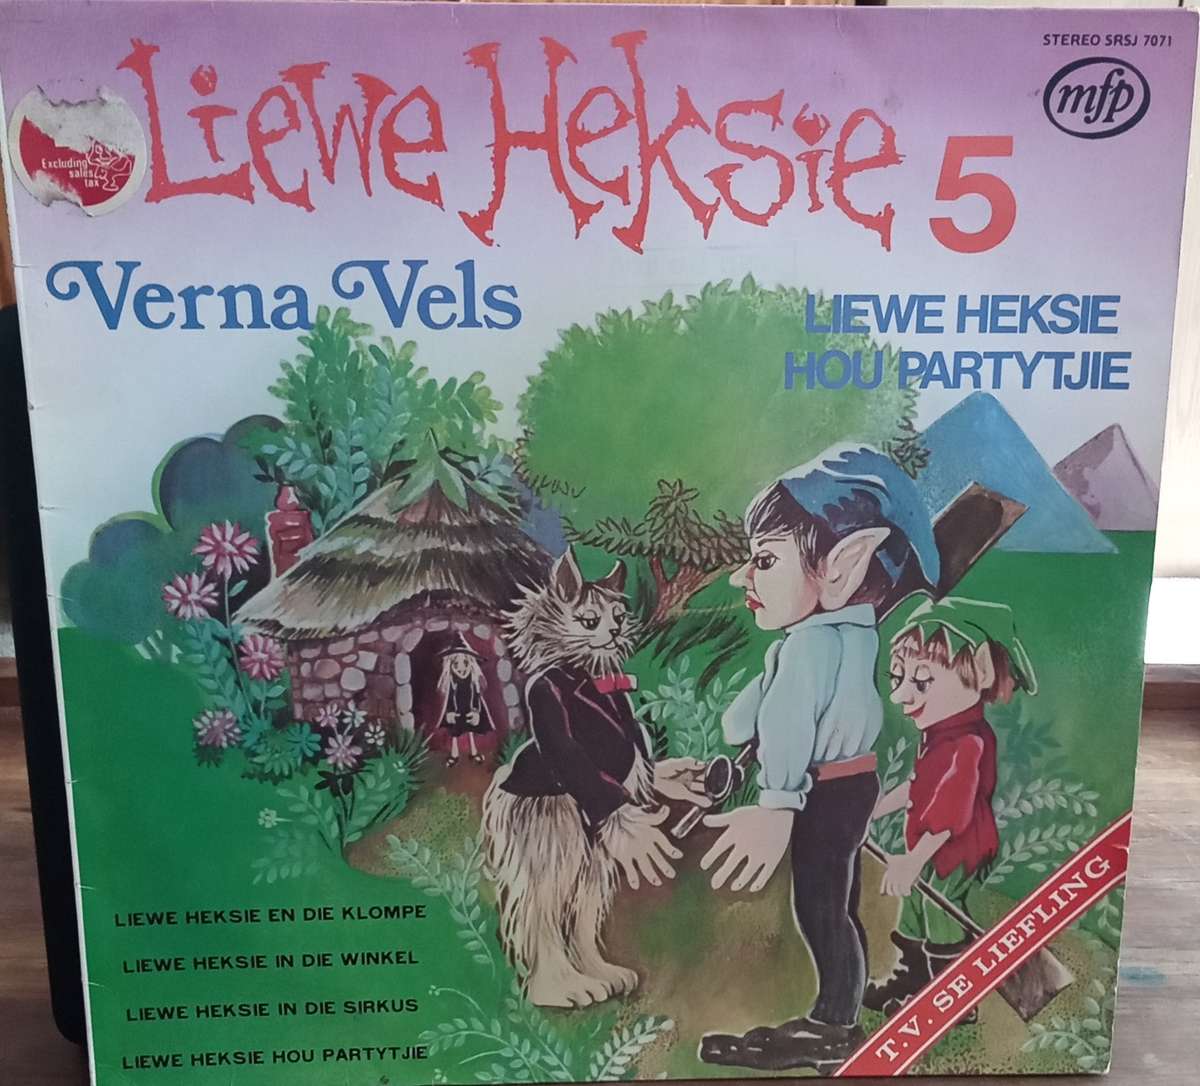 STEREO SRSJ 7071
mfp
Liewe Heksie 5
Excluding
sales
tax
Verna Vels
LIEWE HEKSIE
HOU PARTYTJIE
LIEWE HEKSIE EN DIE KLOMPE
LIEWE HEKSIE IN DIE WINKEL
LIEWE HEKSIE IN DIE SIRKUS
LIEWE HEKSIE HOU PARTYTJIE
T.V. SE LIEFLING